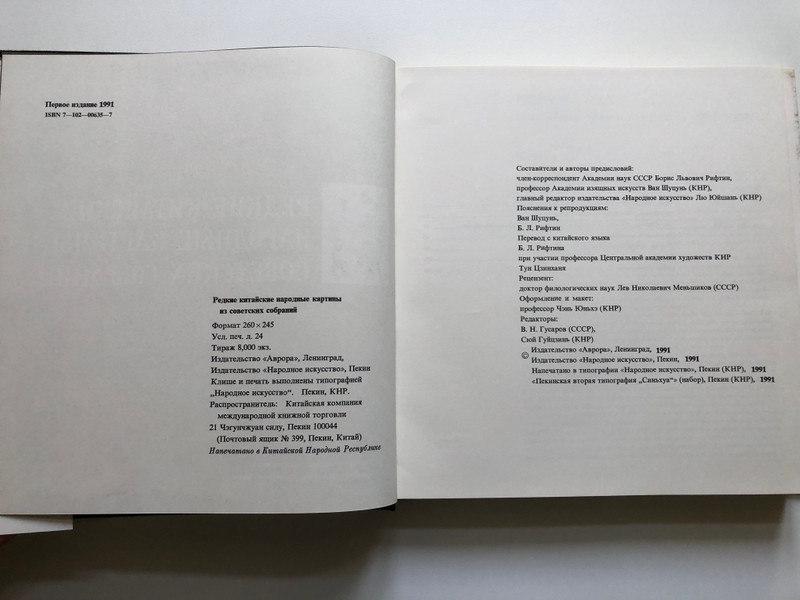 Первое издание 1991
ISBN 7—102—00635—7
Редкие китайские народные картины
из советских собраний
Формат 260×245
Усл. печ. л. 24
Тираж 8,000 экз.
Издательство «Аврора», Ленинград,
Издательство «Народное искусство», Пекин
Клише и печать выполнены типографией
„Народное искусство“. Пекин, КНР.
Распространитель: Китайская компания
международной книжной торговли
21 Чэгунчжуан силу, Пекин 100044
(Почтовый ящик № 399, Пекин, Китай)
Напечатано в Китайской Народной Республике
Составители и авторы предисловий:
член-корреспондент Академии наук СССР Борис Львович Рифтин,
профессор Академии изящных искусств Ван Шуцунь (КНР),
главный редактор издательства «Народное искусство» Лю Юйшань (КНР)
Пояснения к репродукциям:
Ван Шуцунь,
Б. Л. Рифтин
Перевод с китайского языка
Б. Л. Рифтина
при участии профессора Центральной академии художеств КНР
Тун Цзинханя
Рецензент:
доктор филологических наук Лев Николаевич Меньшиков (СССР)
Оформление и макет:
профессор Чэнь Юньхэ (КНР)
Редакторы:
В. Н. Гусаров (СССР),
Сюй Гуйцзинь (КНР)
© Издательство «Аврора», Ленинград, 1991
Издательство «Народное искусство», Пекин, 1991
Напечатано в типографии «Народное искусство», Пекин (КНР), 1991
«Пекинская вторая типография „Синьхуа“» (набор), Пекин (КНР), 1991